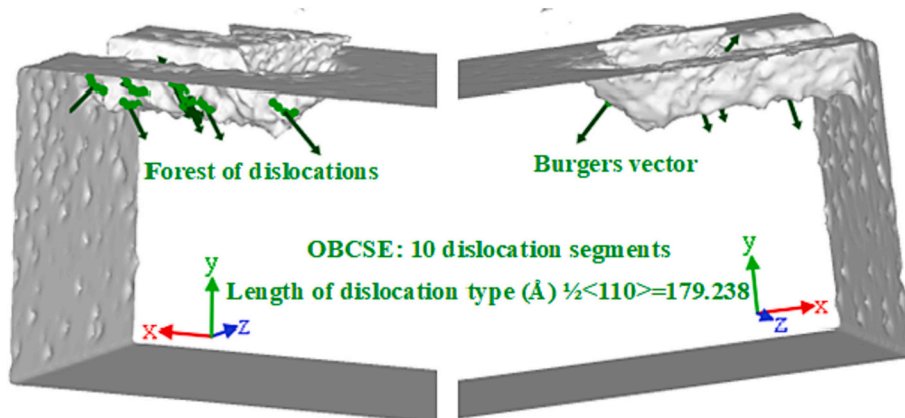 Forest of dislocations
Burgers vector
OBCSE: 10 dislocation segments
Length of dislocation type (Å) ½<110>=179.238
y
x
z
y
x
z